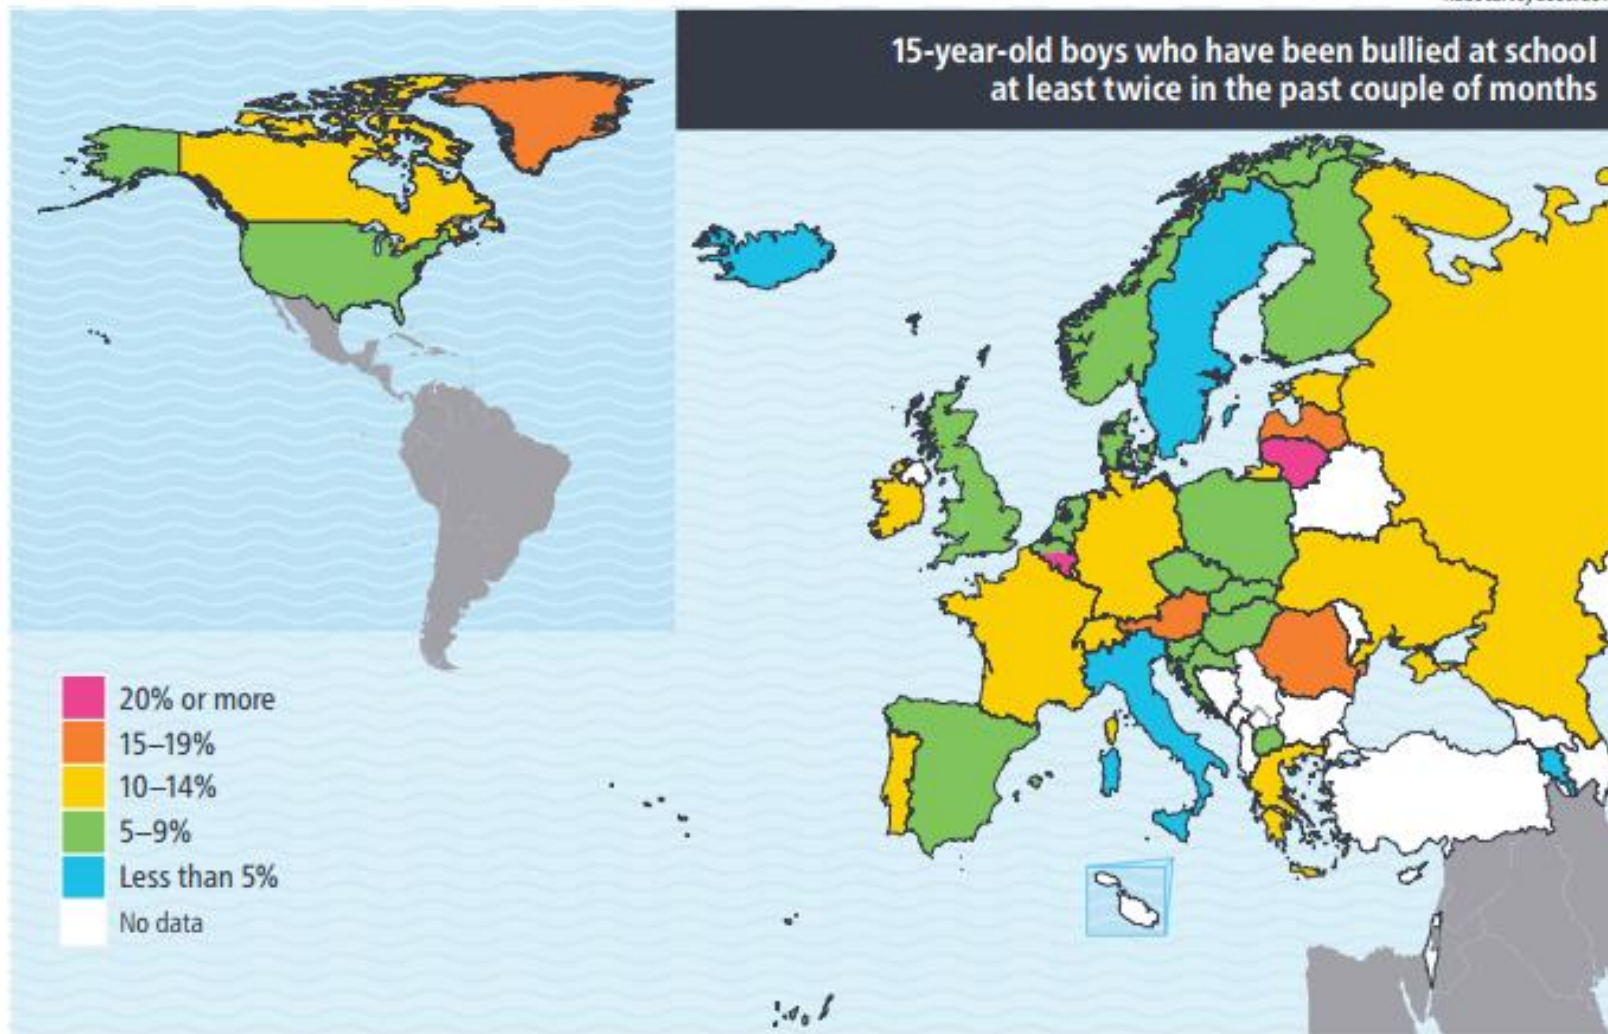 15-year-old boys who have been bullied at school
at least twice in the past couple of months
20% or more
15–19%
10–14%
5–9%
Less than 5%
No data